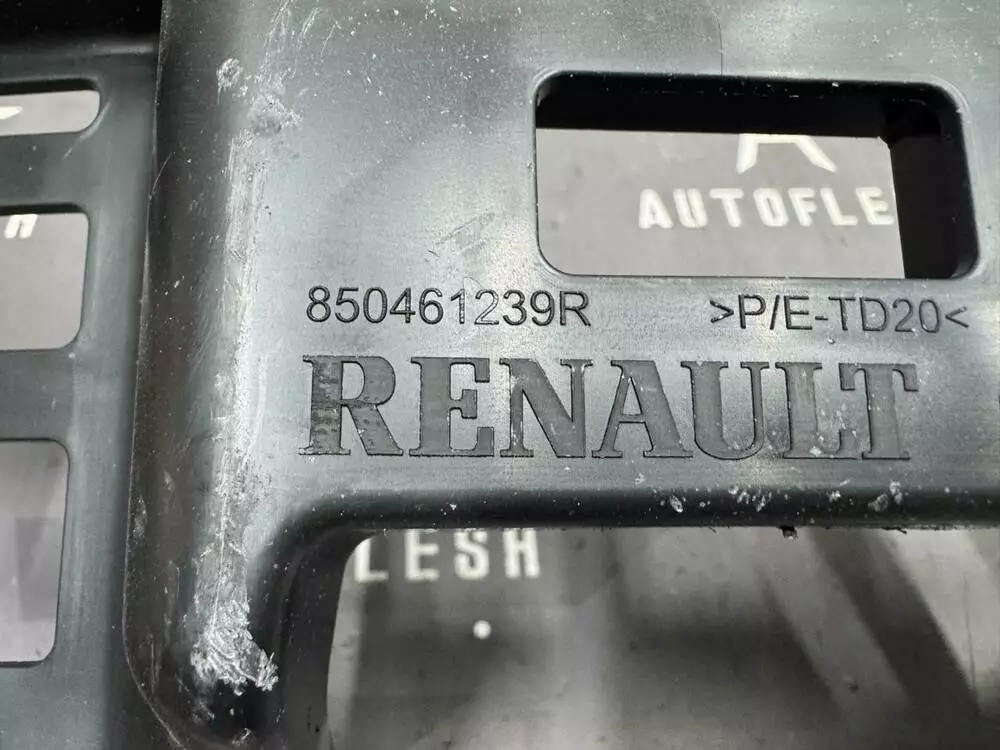 AUTOFLE
850461239R >P/E-TD20<
RENAULT
LESH